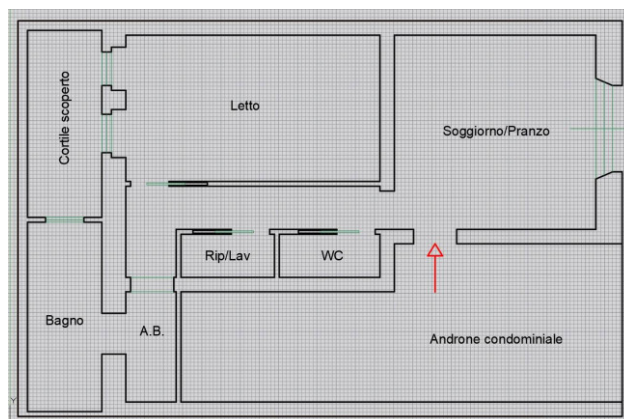 Cortile scoperto
Letto
Soggiorno/Pranzo
Rip/Lav
WC
Bagno
A.B.
Androne condominiale
Y